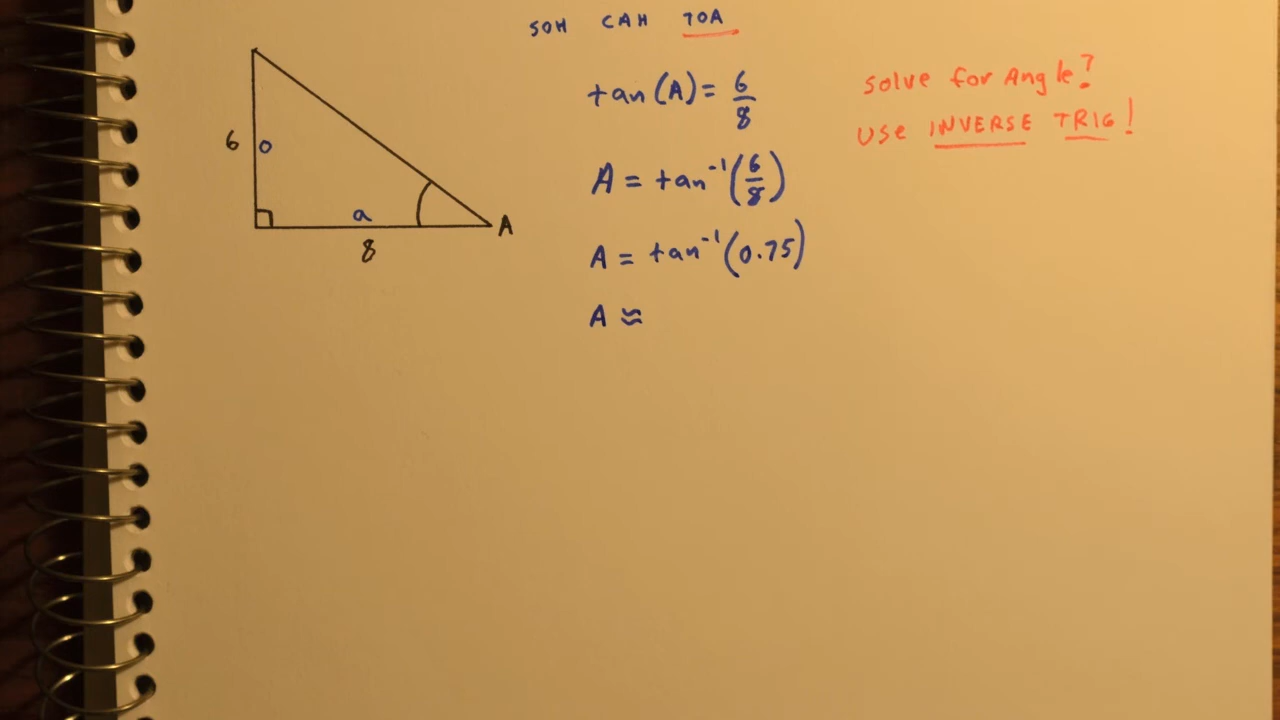 SOH CAH TOA
tan(A) = 6/8
Solve for Angle?
Use INVERSE TRIG!
A = tan⁻¹(6/8)
A = tan⁻¹(0.75)
A ≈
6 o
a
A
8